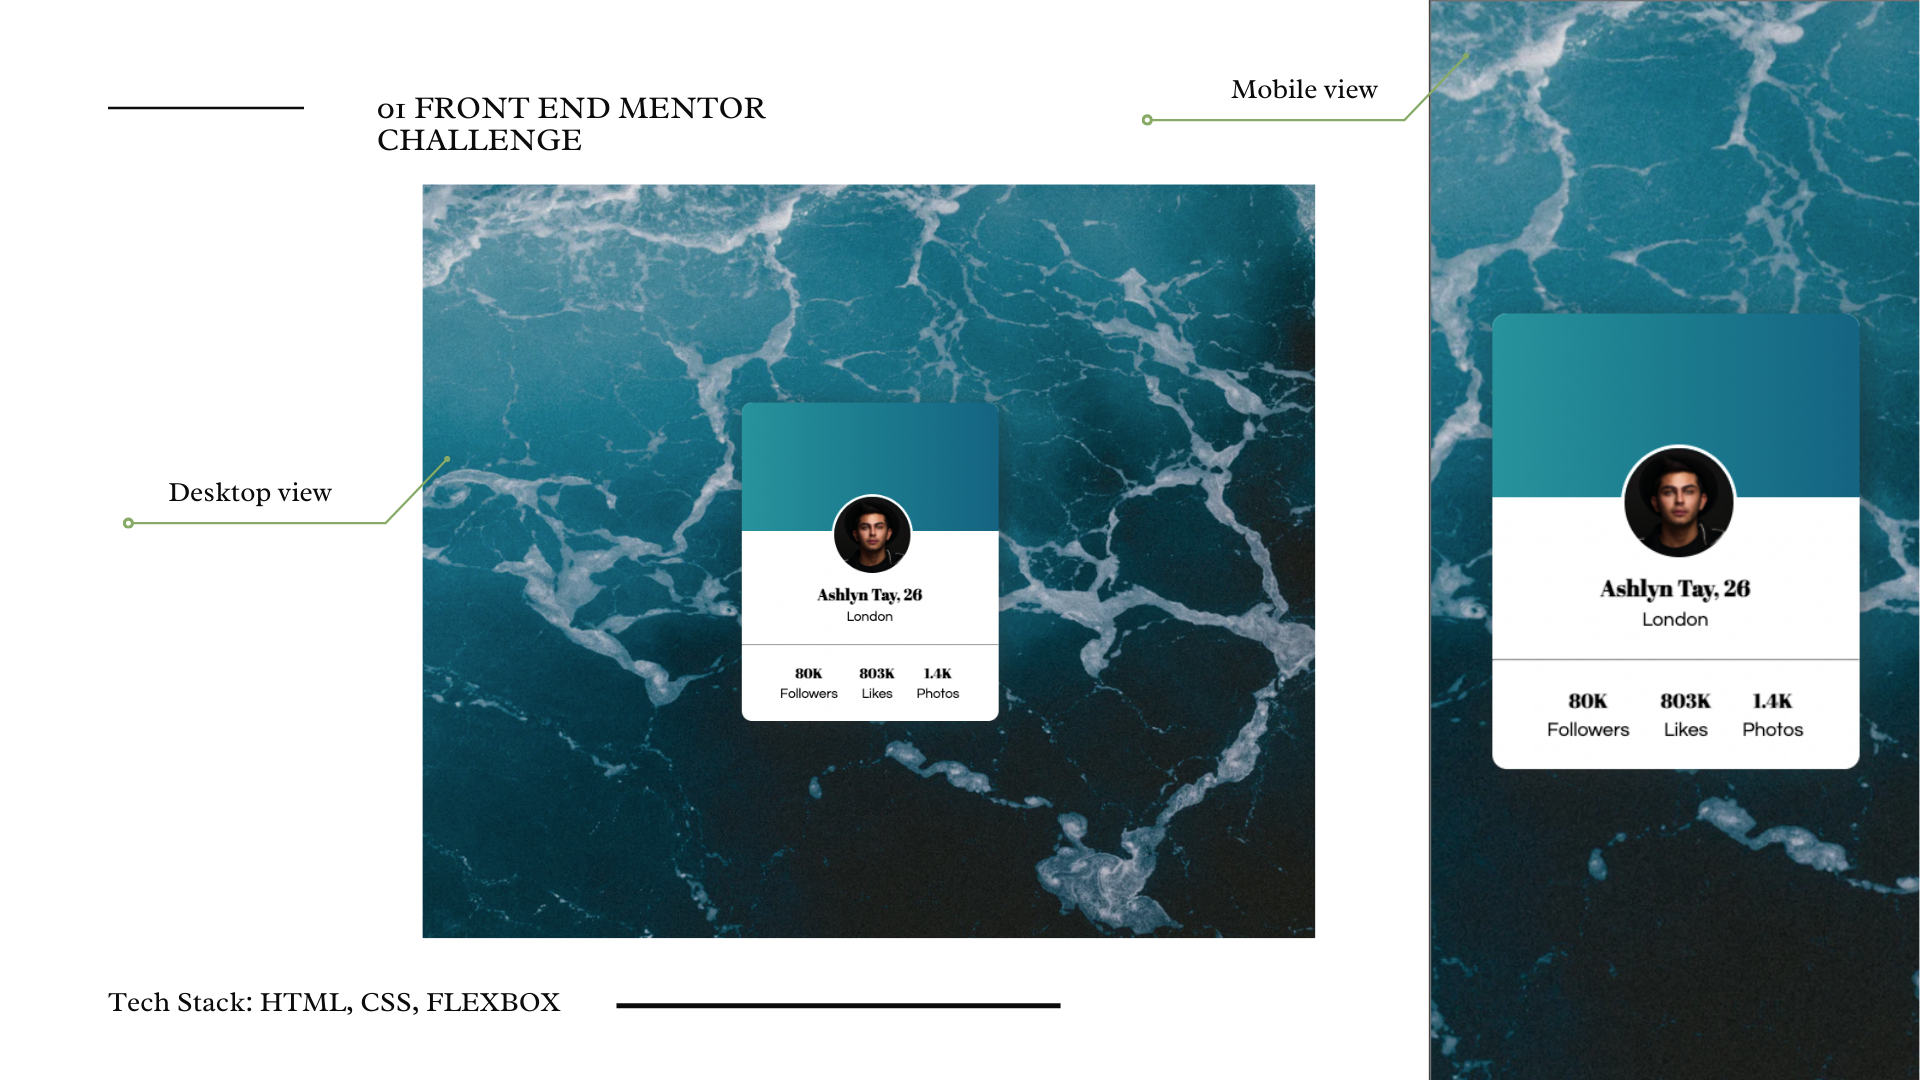 01 FRONT END MENTOR
CHALLENGE
Mobile view
Desktop view
Ashlyn Tay, 26
London
80K 803K 1.4K
Followers Likes Photos
Ashlyn Tay, 26
London
80K 803K 1.4K
Followers Likes Photos
Tech Stack: HTML, CSS, FLEXBOX